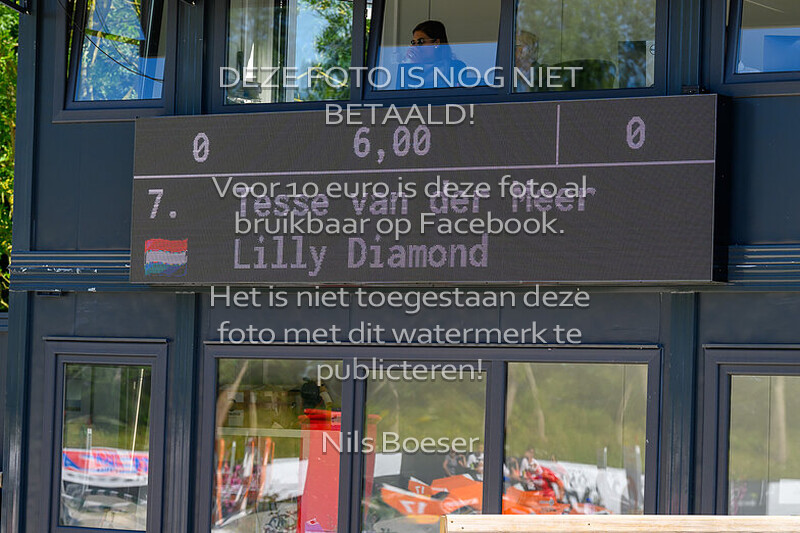 DEZE FOTO IS NOG NIET
BETAALD!
0 6,00 0
Voor 10 euro is deze foto al
7. Tesse van der Meer
bruikbaar op Facebook.
Lilly Diamond
Het is niet toegestaan deze
foto met dit watermerk te
publiceren!
Nils Boeser